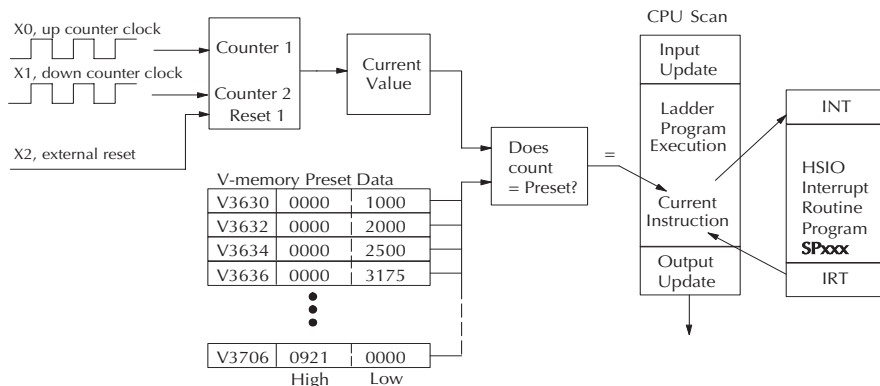 X0, up counter clock
X1, down counter clock
X2, external reset
Counter 1
Counter 2
Reset 1
Current
Value
V-memory Preset Data
V3630 0000 1000
V3632 0000 2000
V3634 0000 2500
V3636 0000 3175
V3706 0921 0000
High Low
Does
count
= Preset?
=
CPU Scan
Input
Update
Ladder
Program
Execution
Current
Instruction
Output
Update
INT
HSIO
Interrupt
Routine
Program
SPxxx
IRT